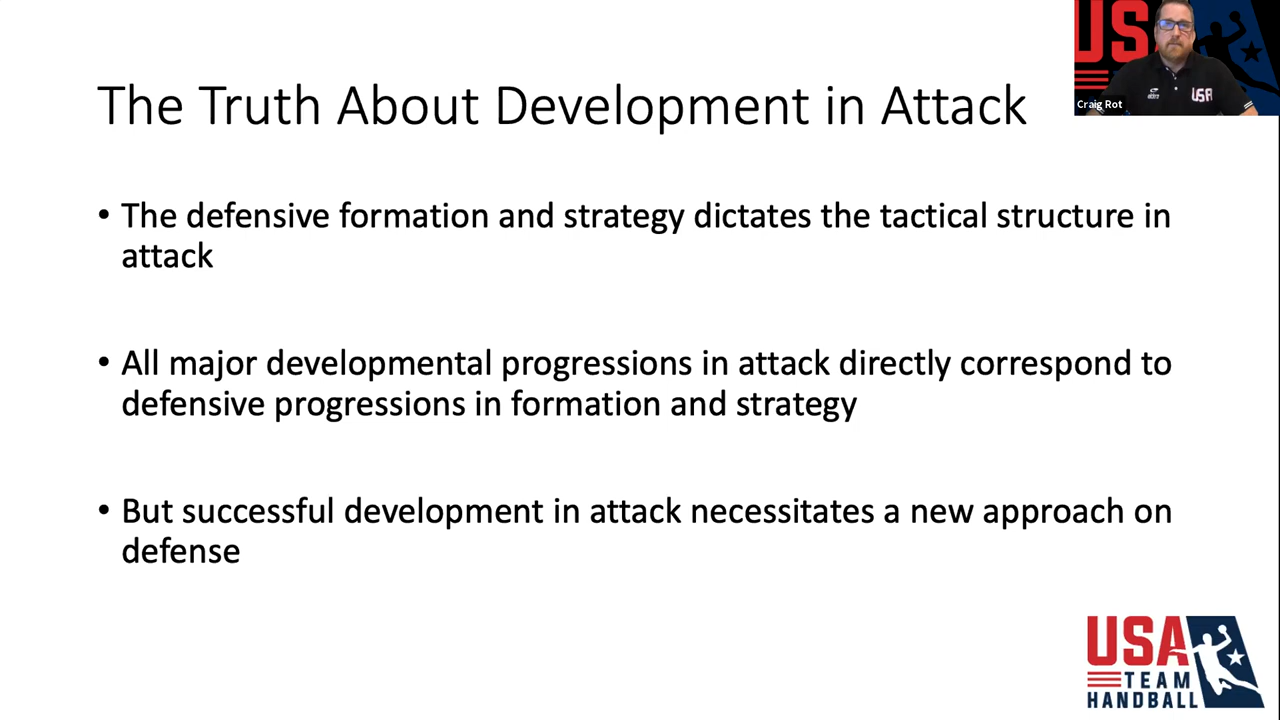 The Truth About Development in Attack
USA
Craig Rot
USA
• The defensive formation and strategy dictates the tactical structure in
attack
• All major developmental progressions in attack directly correspond to
defensive progressions in formation and strategy
• But successful development in attack necessitates a new approach on
defense
USA
TEAM
HANDBALL